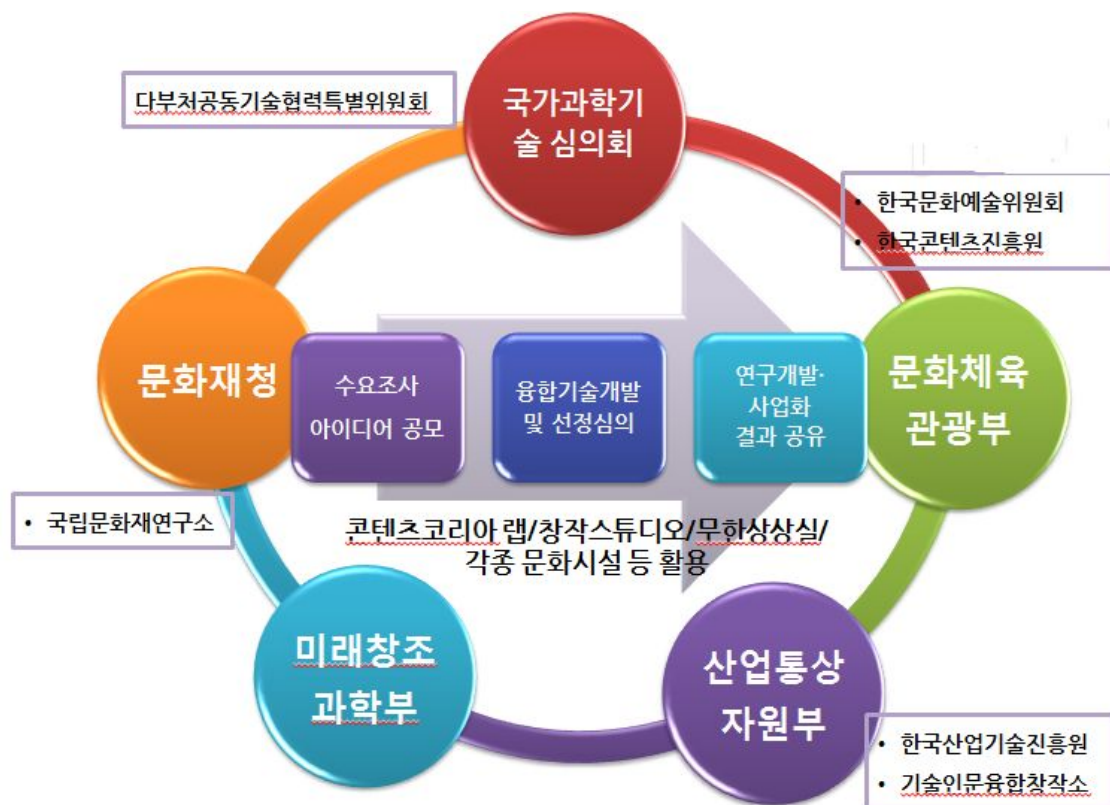 다부처공동기술협력특별위원회
국가과학기
술 심의회
• 한국문화예술위원회
• 한국콘텐츠진흥원
문화재청
수요조사
아이디어 공모
융합기술개발
및 선정심의
연구개발·
사업화
결과 공유
문화체육
관광부
• 국립문화재연구소
콘텐츠코리아 랩/창작스튜디오/무한상상실/
각종 문화시설 등 활용
미래창조
과학부
산업통상
자원부
• 한국산업기술진흥원
• 기술인문융합창작소